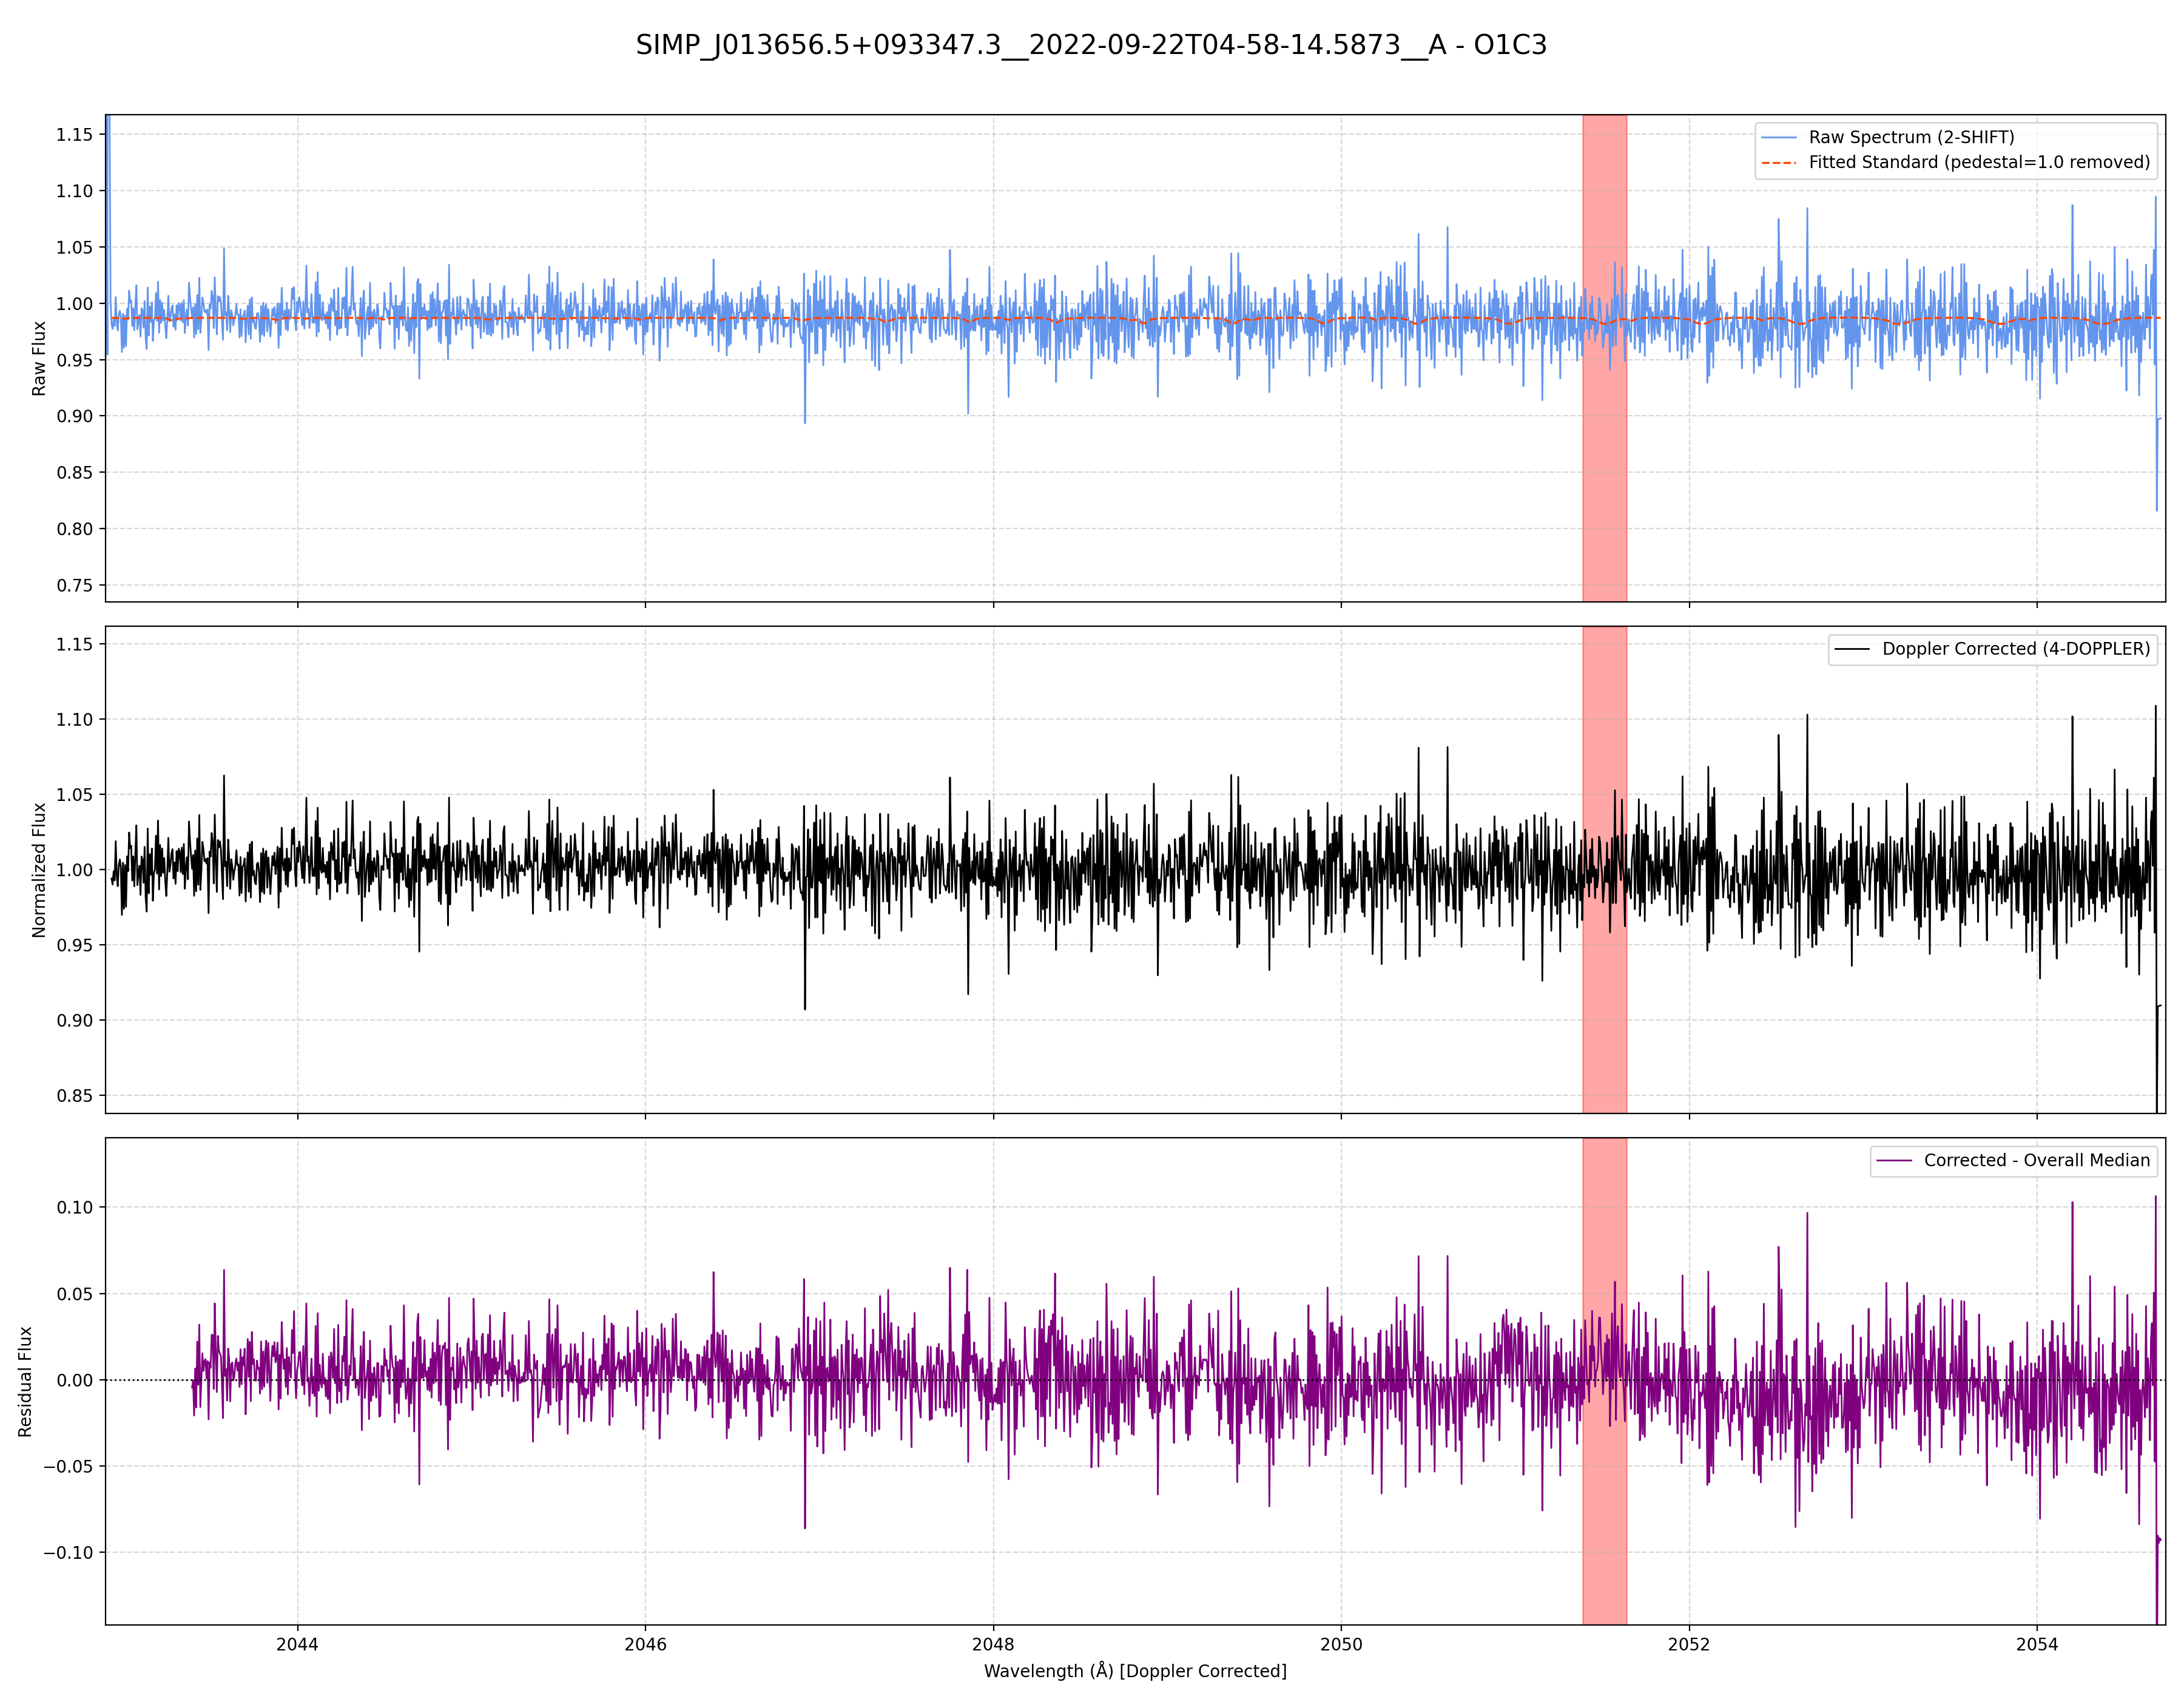 SIMP_J013656.5+093347.3__2022-09-22T04-58-14.5873__A - O1C3
Raw Flux
1.15
1.10
1.05
1.00
0.95
0.90
0.85
0.80
0.75
Raw Spectrum (2-SHIFT)
Fitted Standard (pedestal=1.0 removed)
Normalized Flux
1.15
1.10
1.05
1.00
0.95
0.90
0.85
Doppler Corrected (4-DOPPLER)
Residual Flux
0.10
0.05
0.00
−0.05
−0.10
Corrected - Overall Median
2044 2046 2048 2050 2052 2054
Wavelength (Å) [Doppler Corrected]